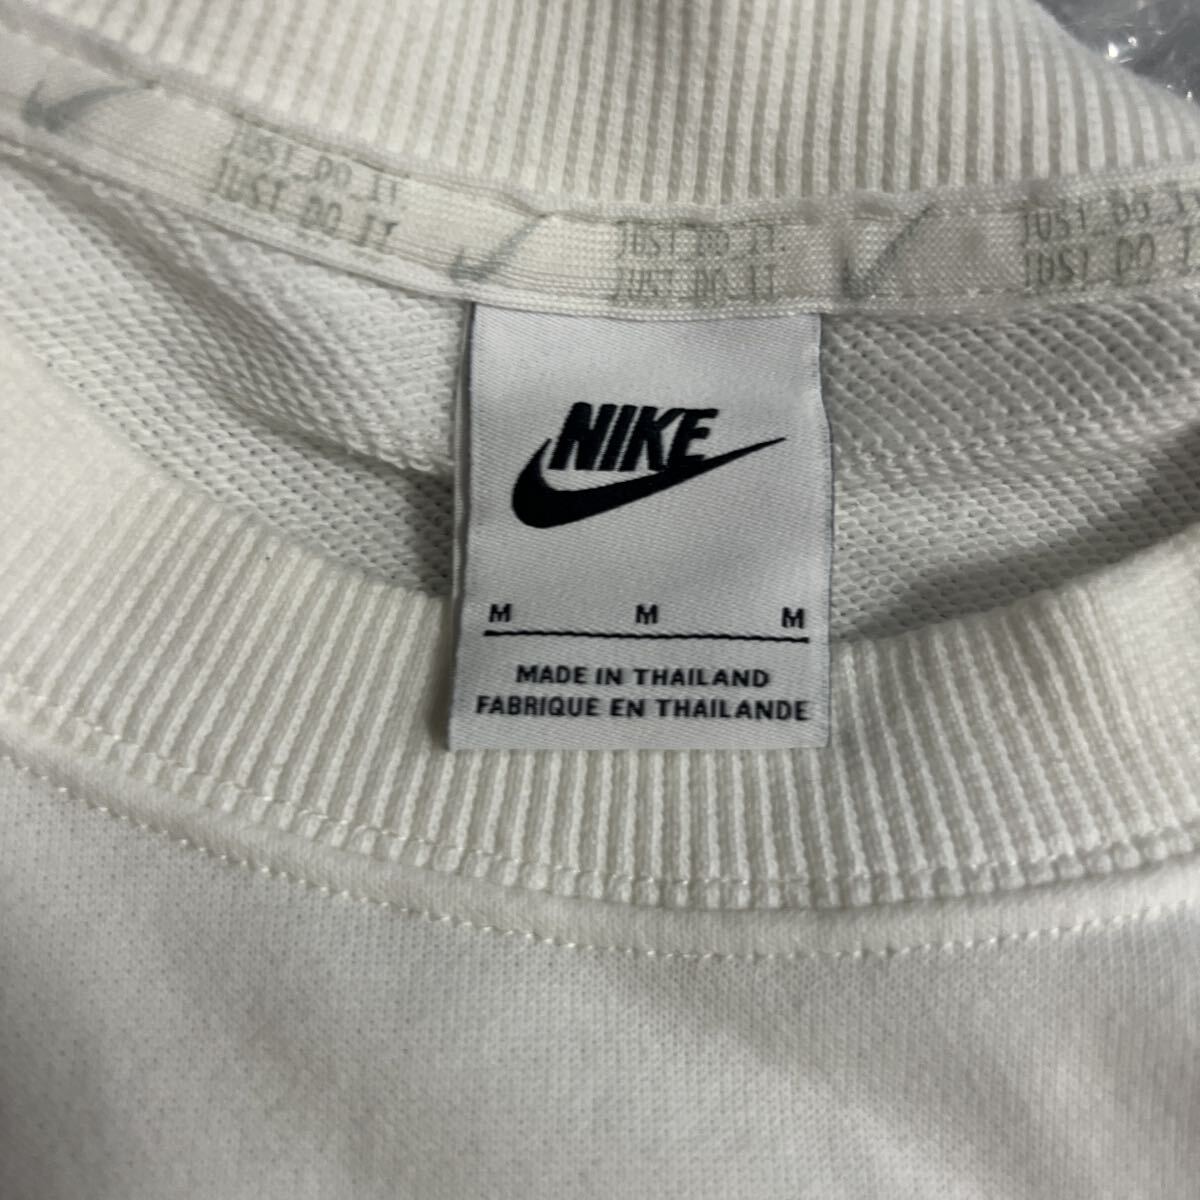 JUST DO IT
JUST DO IT
JUST DO IT.
JUST DO IT
JUST DO IT
JUST DO I
NIKE
M M M
MADE IN THAILAND
FABRIQUE EN THAILANDE